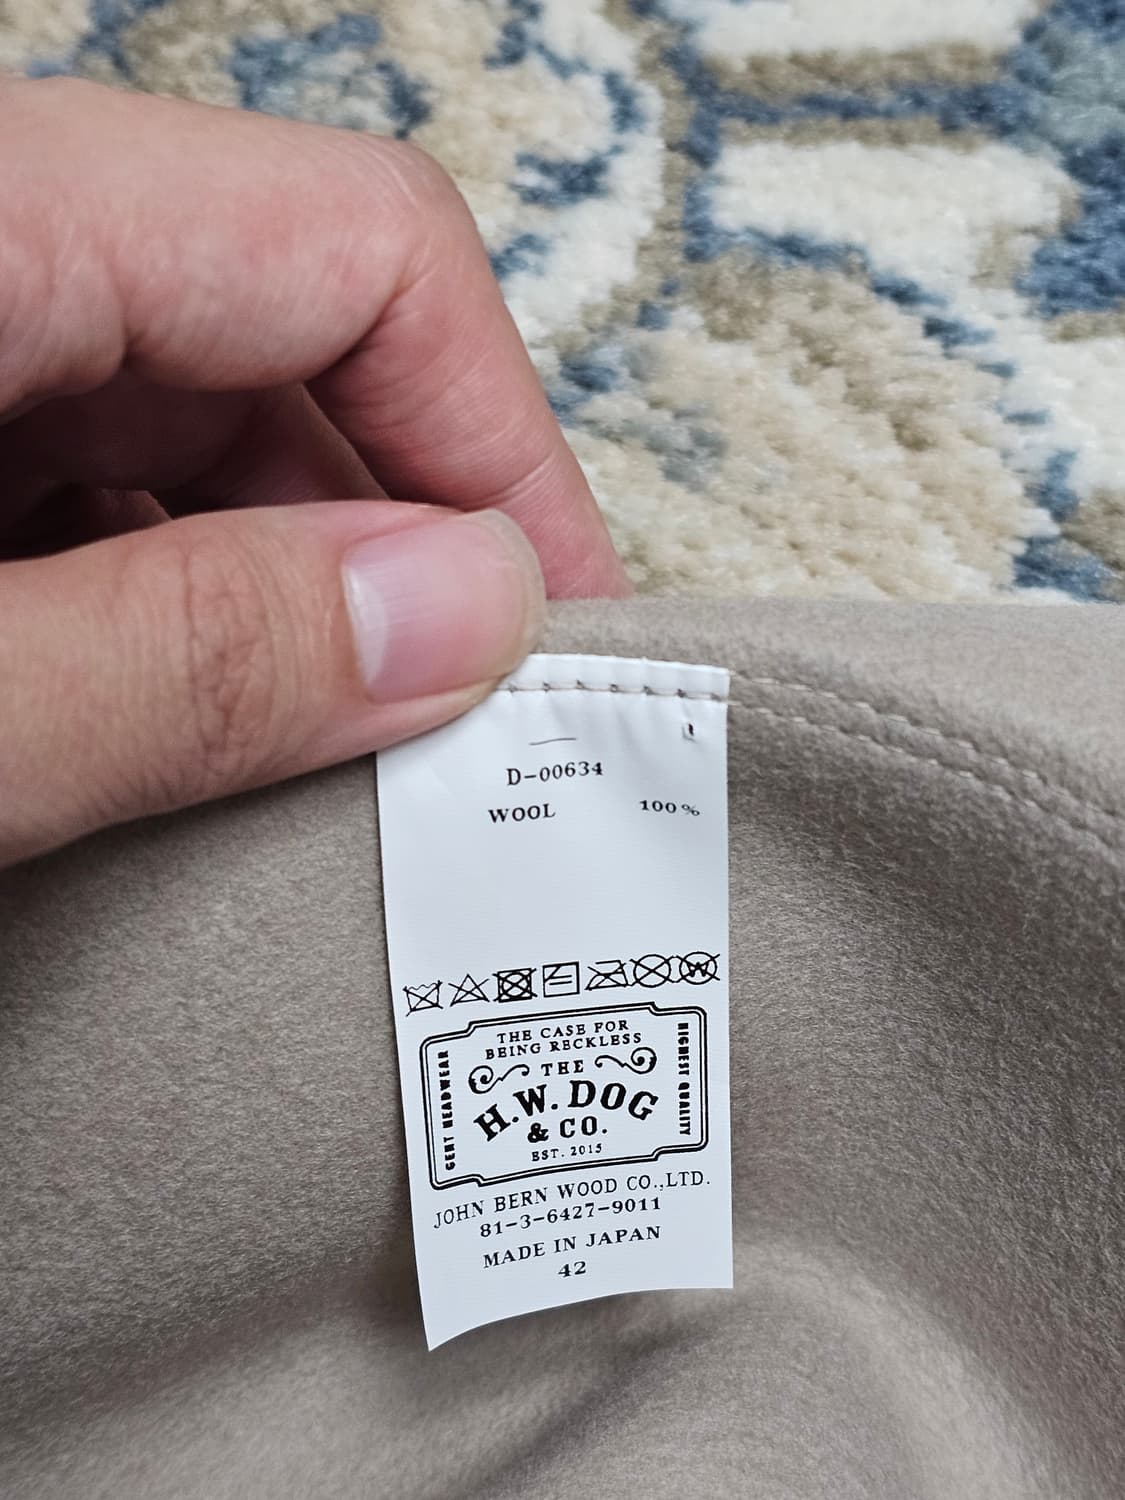 D-00634
WOOL 100%
THE CASE FOR
BEING RECKLESS
THE
H.W. DOG
& CO.
EST. 2015
GENT HEADWEAR
HIGHEST QUALITY
JOHN BERN WOOD CO.,LTD.
81-3-6427-9011
MADE IN JAPAN
42